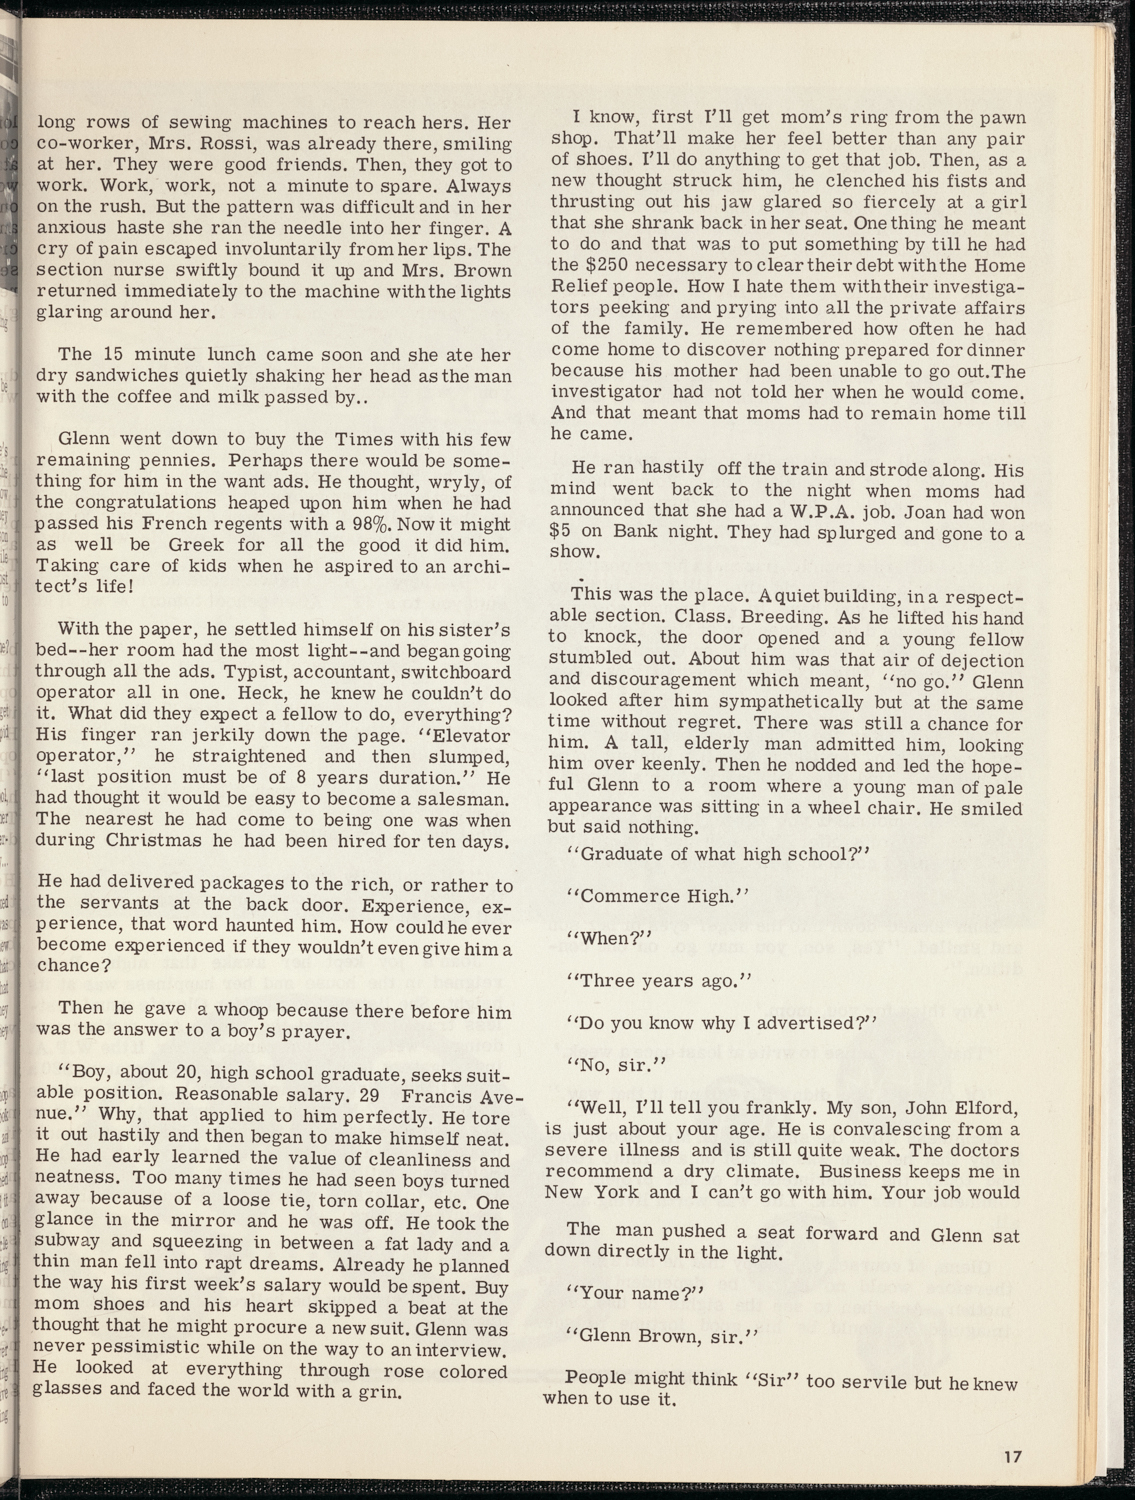 long rows of sewing machines to reach hers. Her
co-worker, Mrs. Rossi, was already there, smiling
at her. They were good friends. Then, they got to
work. Work, work, not a minute to spare. Always
on the rush. But the pattern was difficult and in her
anxious haste she ran the needle into her finger. A
cry of pain escaped involuntarily from her lips. The
section nurse swiftly bound it up and Mrs. Brown
returned immediately to the machine with the lights
glaring around her.
The 15 minute lunch came soon and she ate her
dry sandwiches quietly shaking her head as the man
with the coffee and milk passed by..
Glenn went down to buy the Times with his few
remaining pennies. Perhaps there would be some-
thing for him in the want ads. He thought, wryly, of
the congratulations heaped upon him when he had
passed his French regents with a 98%. Now it might
as well be Greek for all the good it did him.
Taking care of kids when he aspired to an archi-
tect's life!
With the paper, he settled himself on his sister's
bed--her room had the most light--and began going
through all the ads. Typist, accountant, switchboard
operator all in one. Heck, he knew he couldn't do
it. What did they expect a fellow to do, everything?
His finger ran jerkily down the page. "Elevator
operator," he straightened and then slumped,
"last position must be of 8 years duration." He
had thought it would be easy to become a salesman.
The nearest he had come to being one was when
during Christmas he had been hired for ten days.
He had delivered packages to the rich, or rather to
the servants at the back door. Experience, ex-
perience, that word haunted him. How could he ever
become experienced if they wouldn't even give him a
chance?
Then he gave a whoop because there before him
was the answer to a boy's prayer.
"Boy, about 20, high school graduate, seeks suit-
able position. Reasonable salary. 29 Francis Ave-
nue." Why, that applied to him perfectly. He tore
it out hastily and then began to make himself neat.
He had early learned the value of cleanliness and
neatness. Too many times he had seen boys turned
away because of a loose tie, torn collar, etc. One
glance in the mirror and he was off. He took the
subway and squeezing in between a fat lady and a
thin man fell into rapt dreams. Already he planned
the way his first week's salary would be spent. Buy
mom shoes and his heart skipped a beat at the
thought that he might procure a new suit. Glenn was
never pessimistic while on the way to an interview.
He looked at everything through rose colored
glasses and faced the world with a grin.
I know, first I'll get mom's ring from the pawn
shop. That'll make her feel better than any pair
of shoes. I'll do anything to get that job. Then, as a
new thought struck him, he clenched his fists and
thrusting out his jaw glared so fiercely at a girl
that she shrank back in her seat. One thing he meant
to do and that was to put something by till he had
the $250 necessary to clear their debt with the Home
Relief people. How I hate them with their investiga-
tors peeking and prying into all the private affairs
of the family. He remembered how often he had
come home to discover nothing prepared for dinner
because his mother had been unable to go out. The
investigator had not told her when he would come.
And that meant that moms had to remain home till
he came.
He ran hastily off the train and strode along. His
mind went back to the night when moms had
announced that she had a W.P.A. job. Joan had won
$5 on Bank night. They had splurged and gone to a
show.
This was the place. A quiet building, in a respect-
able section. Class. Breeding. As he lifted his hand
to knock, the door opened and a young fellow
stumbled out. About him was that air of dejection
and discouragement which meant, "no go." Glenn
looked after him sympathetically but at the same
time without regret. There was still a chance for
him. A tall, elderly man admitted him, looking
him over keenly. Then he nodded and led the hope-
ful Glenn to a room where a young man of pale
appearance was sitting in a wheel chair. He smiled
but said nothing.
"Graduate of what high school?"
"Commerce High."
"When?"
"Three years ago."
"Do you know why I advertised?"
"No, sir."
"Well, I'll tell you frankly. My son, John Elford,
is just about your age. He is convalescing from a
severe illness and is still quite weak. The doctors
recommend a dry climate. Business keeps me in
New York and I can't go with him. Your job would
The man pushed a seat forward and Glenn sat
down directly in the light.
"Your name?"
"Glenn Brown, sir."
People might think "Sir" too servile but he knew
when to use it.
17